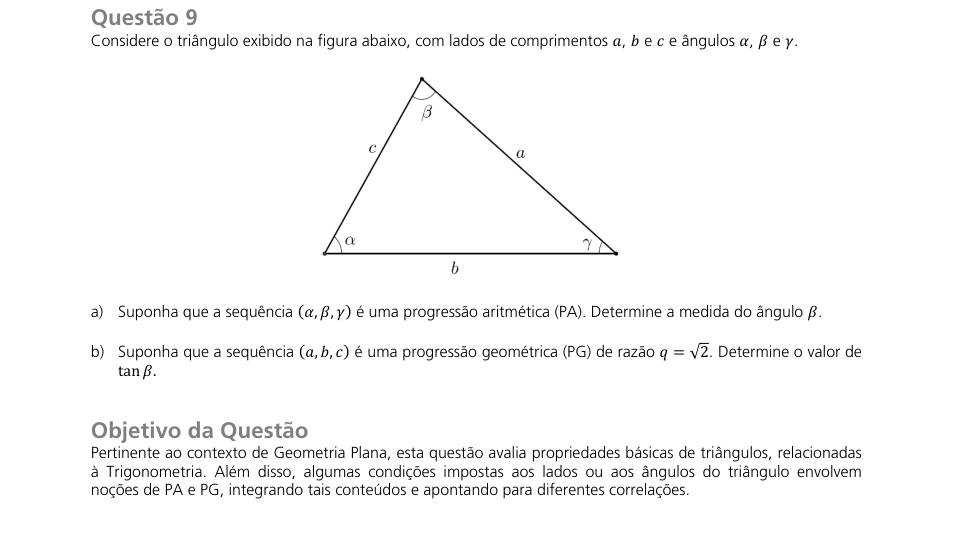 Questão 9
Considere o triângulo exibido na figura abaixo, com lados de comprimentos a, b e c e ângulos α, β e γ.
β
c
a
α
γ
b
a) Suponha que a sequência (α, β, γ) é uma progressão aritmética (PA). Determine a medida do ângulo β.
b) Suponha que a sequência (a, b, c) é uma progressão geométrica (PG) de razão q = √2. Determine o valor de
tan β.
Objetivo da Questão
Pertinente ao contexto de Geometria Plana, esta questão avalia propriedades básicas de triângulos, relacionadas
à Trigonometria. Além disso, algumas condições impostas aos lados ou aos ângulos do triângulo envolvem
noções de PA e PG, integrando tais conteúdos e apontando para diferentes correlações.